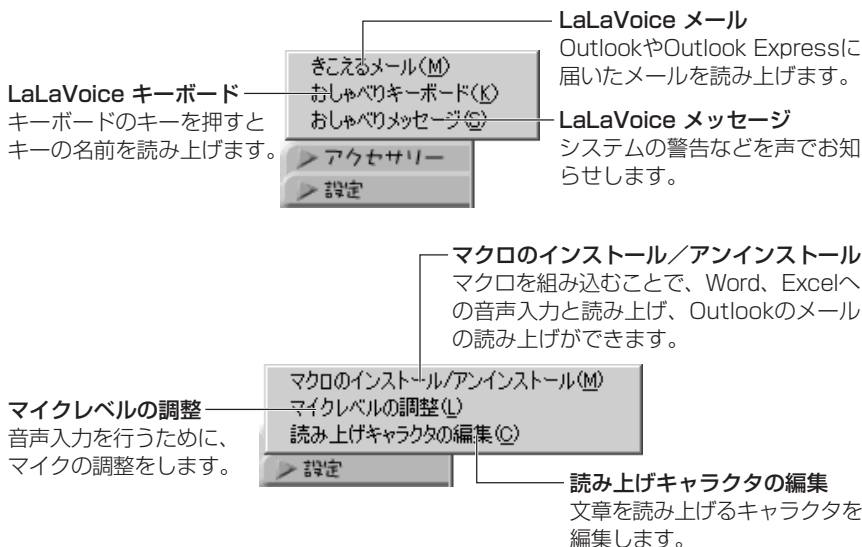 LaLaVoice メール
OutlookやOutlook Expressに
届いたメールを読み上げます。
きこえるメール(M)
おしゃべりキーボード(K)
おしゃべりメッセージ(S)
LaLaVoice キーボード
キーボードのキーを押すと
キーの名前を読み上げます。
LaLaVoice メッセージ
システムの警告などを声でお知
らせします。
アクセサリー
設定
マクロのインストール／アンインストール
マクロを組み込むことで、Word、Excelへ
の音声入力と読み上げ、Outlookのメール
の読み上げができます。
マクロのインストール/アンインストール(M)
マイクレベルの調整(L)
読み上げキャラクタの編集(C)
マイクレベルの調整
音声入力を行うために、
マイクの調整をします。
設定
読み上げキャラクタの編集
文章を読み上げるキャラクタを
編集します。